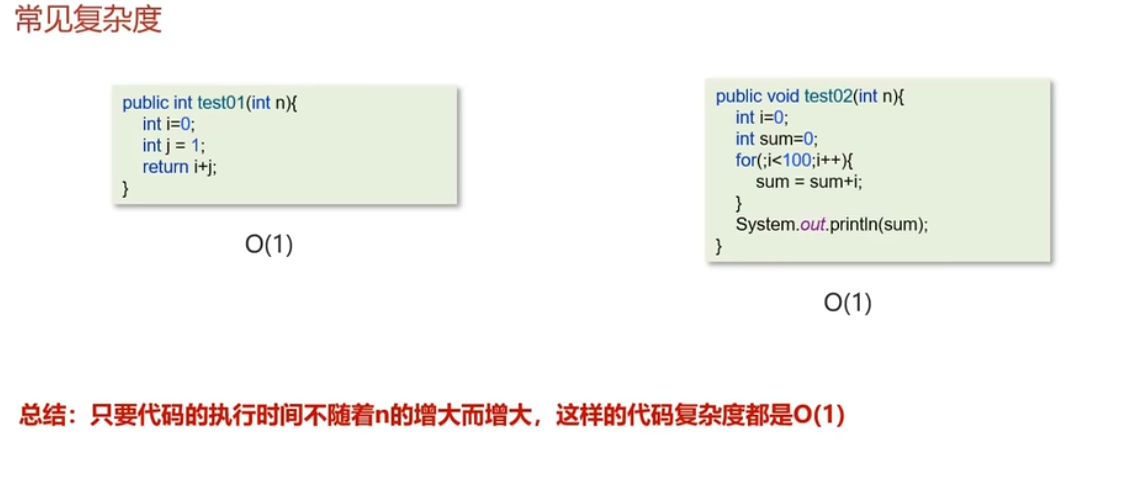 常见复杂度
public int test01(int n){
int i=0;
int j = 1;
return i+j;
}
O(1)
public void test02(int n){
int i=0;
int sum=0;
for(;i<100;i++){
sum = sum+i;
}
System.out.println(sum);
}
O(1)
总结：只要代码的执行时间不随着n的增大而增大，这样的代码复杂度都是O(1)